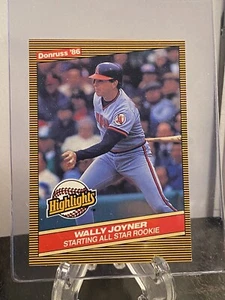 Donruss '86
Highlights
WALLY JOYNER
STARTING ALL STAR ROOKIE